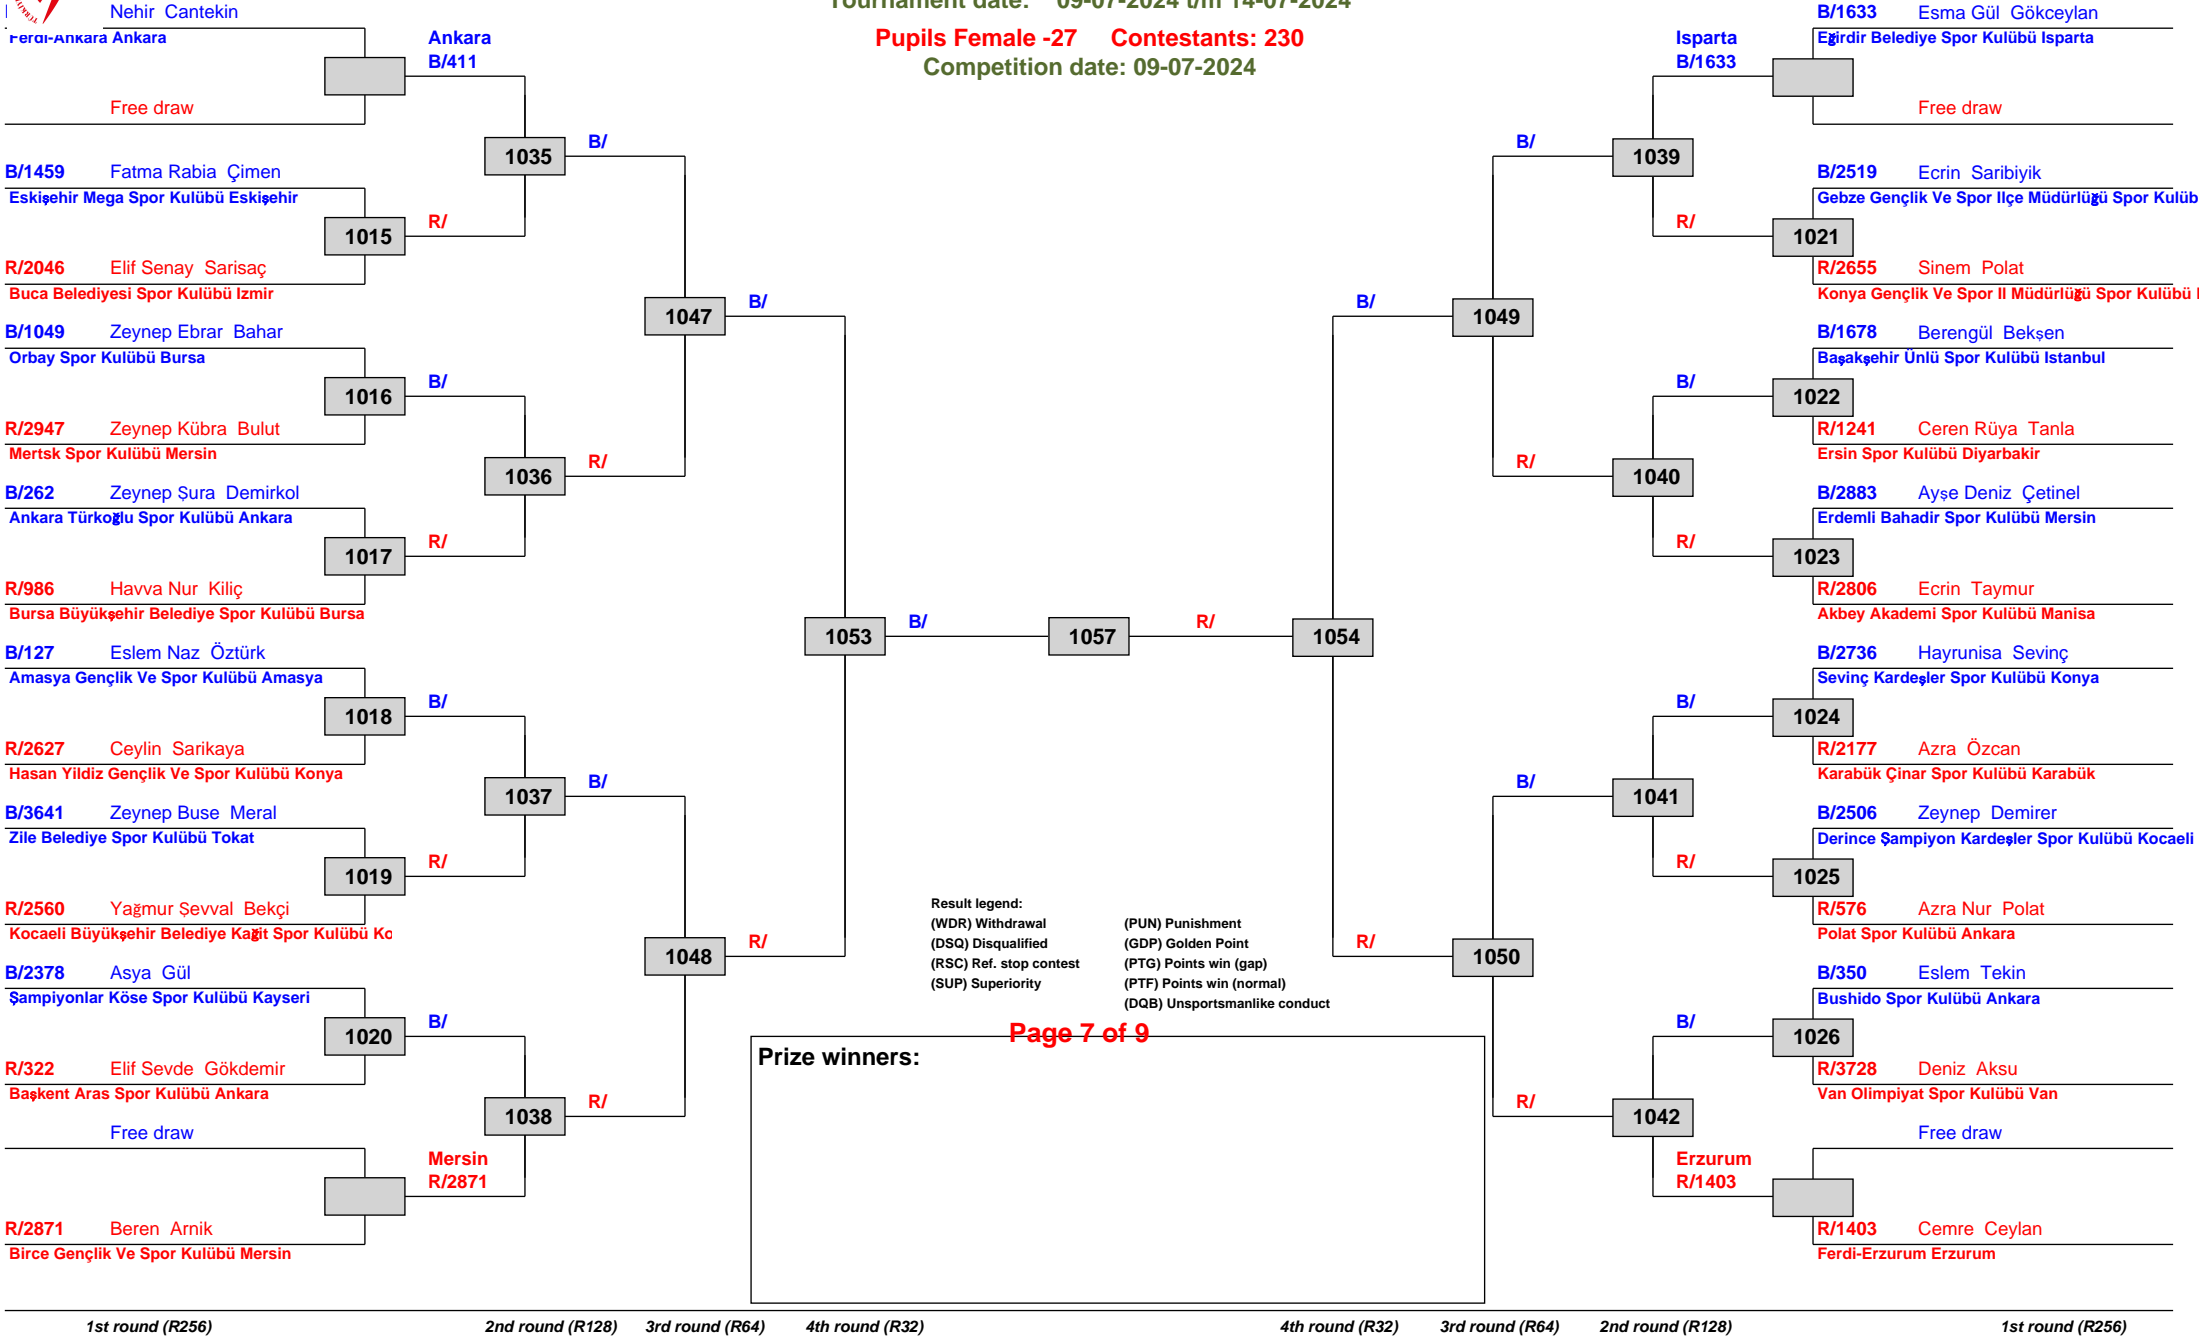 Tournament date: 09-07-2024 t/m 14-07-2024
Pupils Female -27 Contestants: 230
Competition date: 09-07-2024
Nehir Cantekin
Ferdi-Ankara Ankara
Ankara
B/411
Free draw
1035
B/
B/1459 Fatma Rabia Çimen
Eskişehir Mega Spor Kulübü Eskişehir
1015
R/
R/2046 Elif Senay Sarisaç
Buca Belediyesi Spor Kulübü Izmir
1047
B/
B/1049 Zeynep Ebrar Bahar
Orbay Spor Kulübü Bursa
1016
B/
R/2947 Zeynep Kübra Bulut
Mertsk Spor Kulübü Mersin
1036
R/
B/262 Zeynep Şura Demirkol
Ankara Türkoğlu Spor Kulübü Ankara
1017
R/
R/986 Havva Nur Kiliç
Bursa Büyükşehir Belediye Spor Kulübü Bursa
1053
B/
1057
R/
1054
B/127 Eslem Naz Öztürk
Amasya Gençlik Ve Spor Kulübü Amasya
1018
B/
R/2627 Ceylin Sarikaya
Hasan Yildiz Gençlik Ve Spor Kulübü Konya
1037
B/
B/3641 Zeynep Buse Meral
Zile Belediye Spor Kulübü Tokat
1019
R/
R/2560 Yağmur Şevval Bekçi
Kocaeli Büyükşehir Belediye Kağit Spor Kulübü Ko
1048
R/
B/2378 Asya Gül
Şampiyonlar Köse Spor Kulübü Kayseri
1020
B/
R/322 Elif Sevde Gökdemir
Başkent Aras Spor Kulübü Ankara
1038
R/
Free draw
Mersin
R/2871
R/2871 Beren Arnik
Birce Gençlik Ve Spor Kulübü Mersin
B/1633 Esma Gül Gökceylan
Eğirdir Belediye Spor Kulübü Isparta
Isparta
B/1633
Free draw
B/
1039
B/2519 Ecrin Saribiyik
Gebze Gençlik Ve Spor Ilçe Müdürlüğü Spor Kulüb
R/
1021
R/2655 Sinem Polat
Konya Gençlik Ve Spor Il Müdürlüğü Spor Kulübü
B/
1049
B/1678 Berengül Bekşen
Başakşehir Ünlü Spor Kulübü Istanbul
B/
1022
R/1241 Ceren Rüya Tanla
Ersin Spor Kulübü Diyarbakir
R/
1040
B/2883 Ayşe Deniz Çetinel
Erdemli Bahadir Spor Kulübü Mersin
R/
1023
R/2806 Ecrin Taymur
Akbey Akademi Spor Kulübü Manisa
B/2736 Hayrunisa Sevinç
Sevinç Kardeşler Spor Kulübü Konya
B/
1024
R/2177 Azra Özcan
Karabük Çinar Spor Kulübü Karabük
B/
1041
B/2506 Zeynep Demirer
Derince Şampiyon Kardeşler Spor Kulübü Kocaeli
R/
1025
R/576 Azra Nur Polat
Polat Spor Kulübü Ankara
R/
1050
B/350 Eslem Tekin
Bushido Spor Kulübü Ankara
B/
1026
R/3728 Deniz Aksu
Van Olimpiyat Spor Kulübü Van
R/
1042
Free draw
Erzurum
R/1403
R/1403 Cemre Ceylan
Ferdi-Erzurum Erzurum
Result legend:
(WDR) Withdrawal (PUN) Punishment
(DSQ) Disqualified (GDP) Golden Point
(RSC) Ref. stop contest (PTG) Points win (gap)
(SUP) Superiority (PTF) Points win (normal)
(DQB) Unsportsmanlike conduct
Page 7 of 9
Prize winners:
1st round (R256) 2nd round (R128) 3rd round (R64) 4th round (R32) 4th round (R32) 3rd round (R64) 2nd round (R128) 1st round (R256)